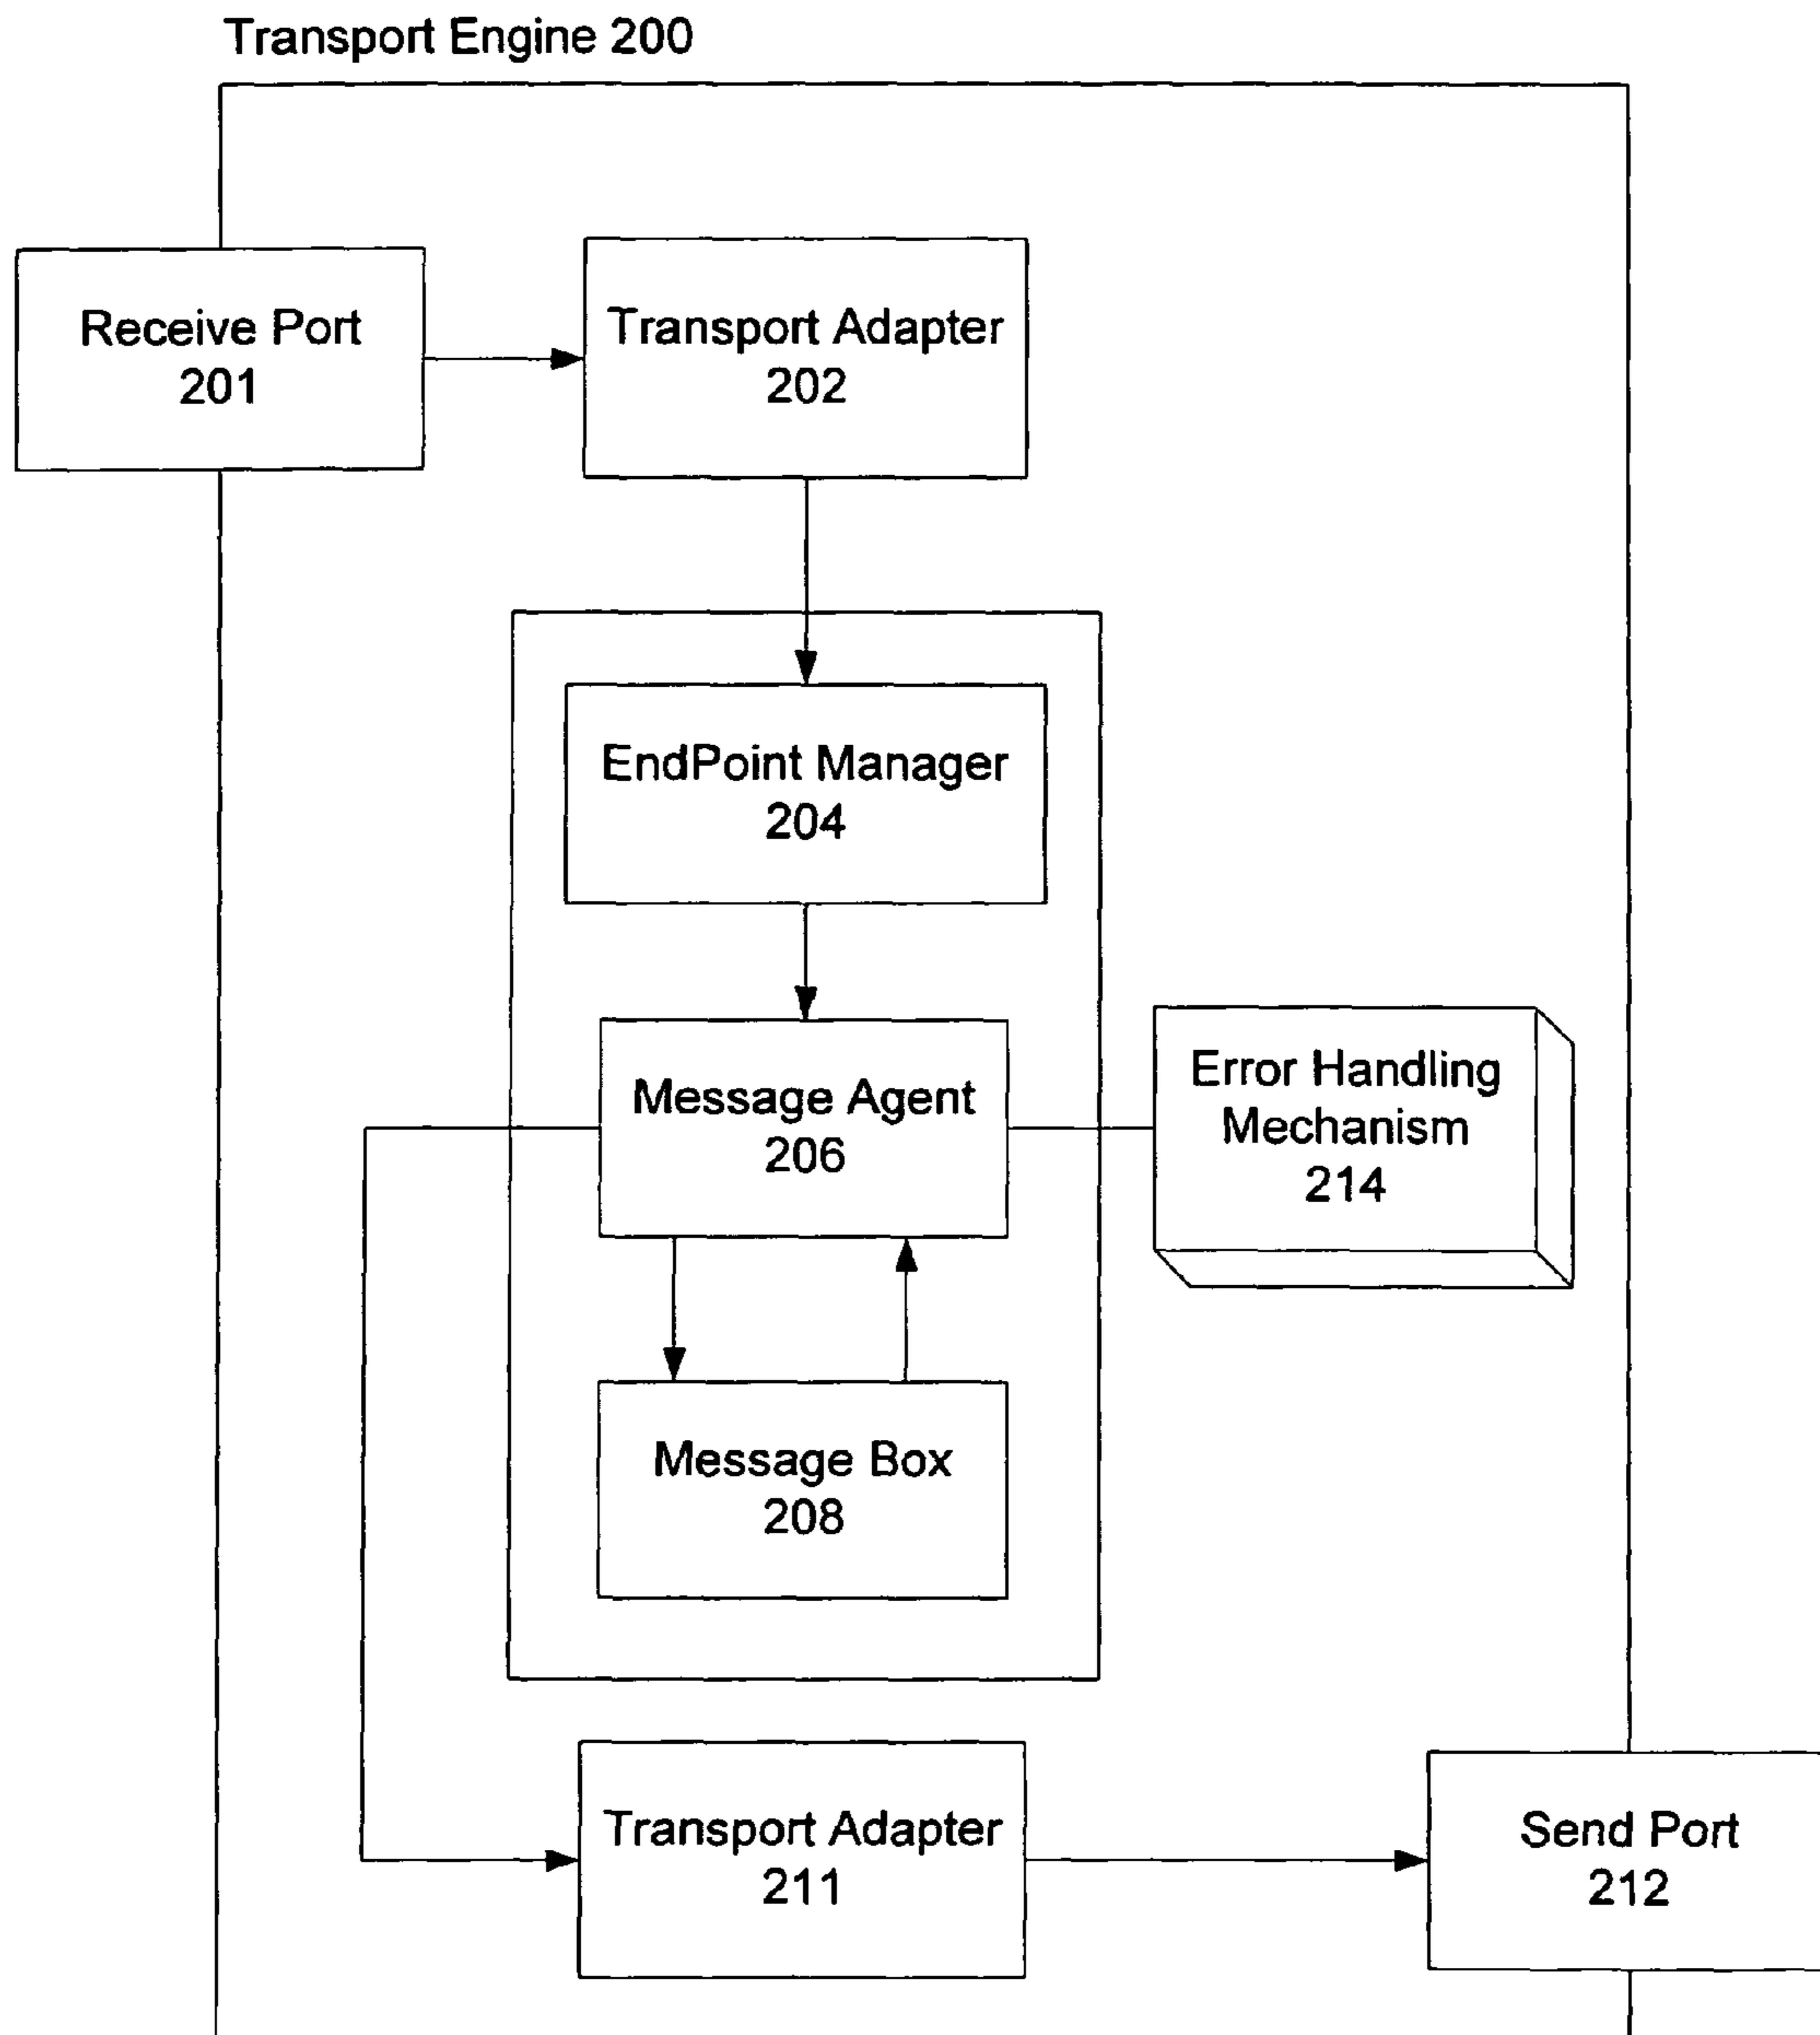 Transport Engine 200
Receive Port
201
Transport Adapter
202
EndPoint Manager
204
Message Agent
206
Error Handling
Mechanism
214
Message Box
208
Transport Adapter
211
Send Port
212